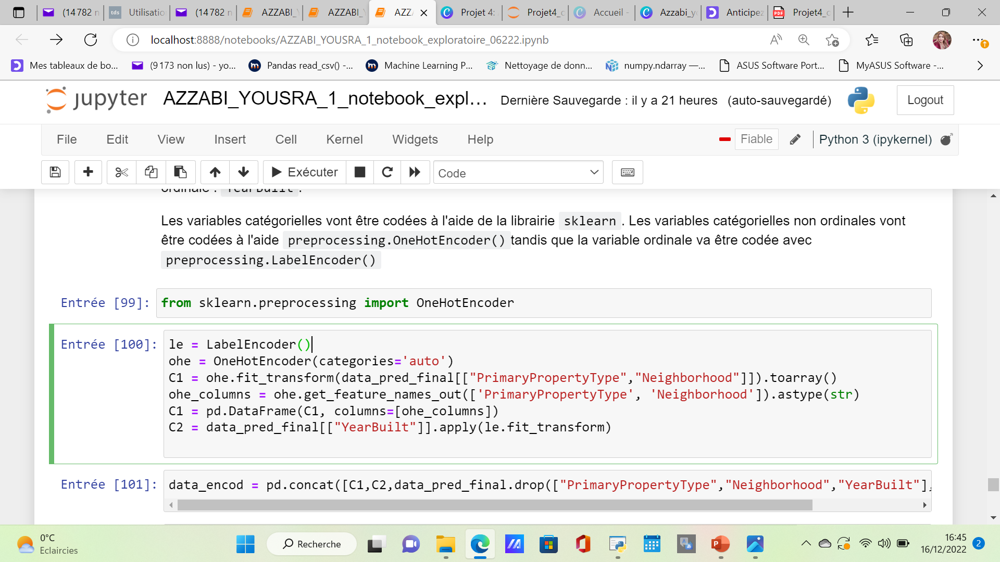 (14 782 n
tds Utilisation
(14 782 n
AZZABI_
AZZABI_
AZZ
Projet 4:
Projet4_c
Accueil -
Azzabi_yo
Anticipez
PDF Projet4_c
localhost:8888/notebooks/AZZABI_YOUSRA_1_notebook_exploratoire_06222.ipynb
Mes tableaux de bo...
(9 173 non lus) - yo...
Pandas read_csv() -...
Machine Learning P...
Nettoyage de donn...
numpy.ndarray —...
ASUS Software Port...
MyASUS Software -...
jupyter AZZABI_YOUSRA_1_notebook_expl... Dernière Sauvegarde : il y a 21 heures (auto-sauvegardé) Logout
File Edit View Insert Cell Kernel Widgets Help Fiable Python 3 (ipykernel)
Exécuter Code
ordinale : YearBuilt .
Les variables catégorielles vont être codées à l'aide de la librairie sklearn . Les variables catégorielles non ordinales vont
être codées à l'aide preprocessing.OneHotEncoder() tandis que la variable ordinale va être codée avec
preprocessing.LabelEncoder()
Entrée [99]: from sklearn.preprocessing import OneHotEncoder
Entrée [100]: le = LabelEncoder()
ohe = OneHotEncoder(categories='auto')
C1 = ohe.fit_transform(data_pred_final[["PrimaryPropertyType","Neighborhood"]]).toarray()
ohe_columns = ohe.get_feature_names_out(['PrimaryPropertyType', 'Neighborhood']).astype(str)
C1 = pd.DataFrame(C1, columns=[ohe_columns])
C2 = data_pred_final[["YearBuilt"]].apply(le.fit_transform)
Entrée [101]: data_encod = pd.concat([C1,C2,data_pred_final.drop(["PrimaryPropertyType","Neighborhood","YearBuilt"],
0°C
Eclaircies
Recherche
16:45
16/12/2022
2